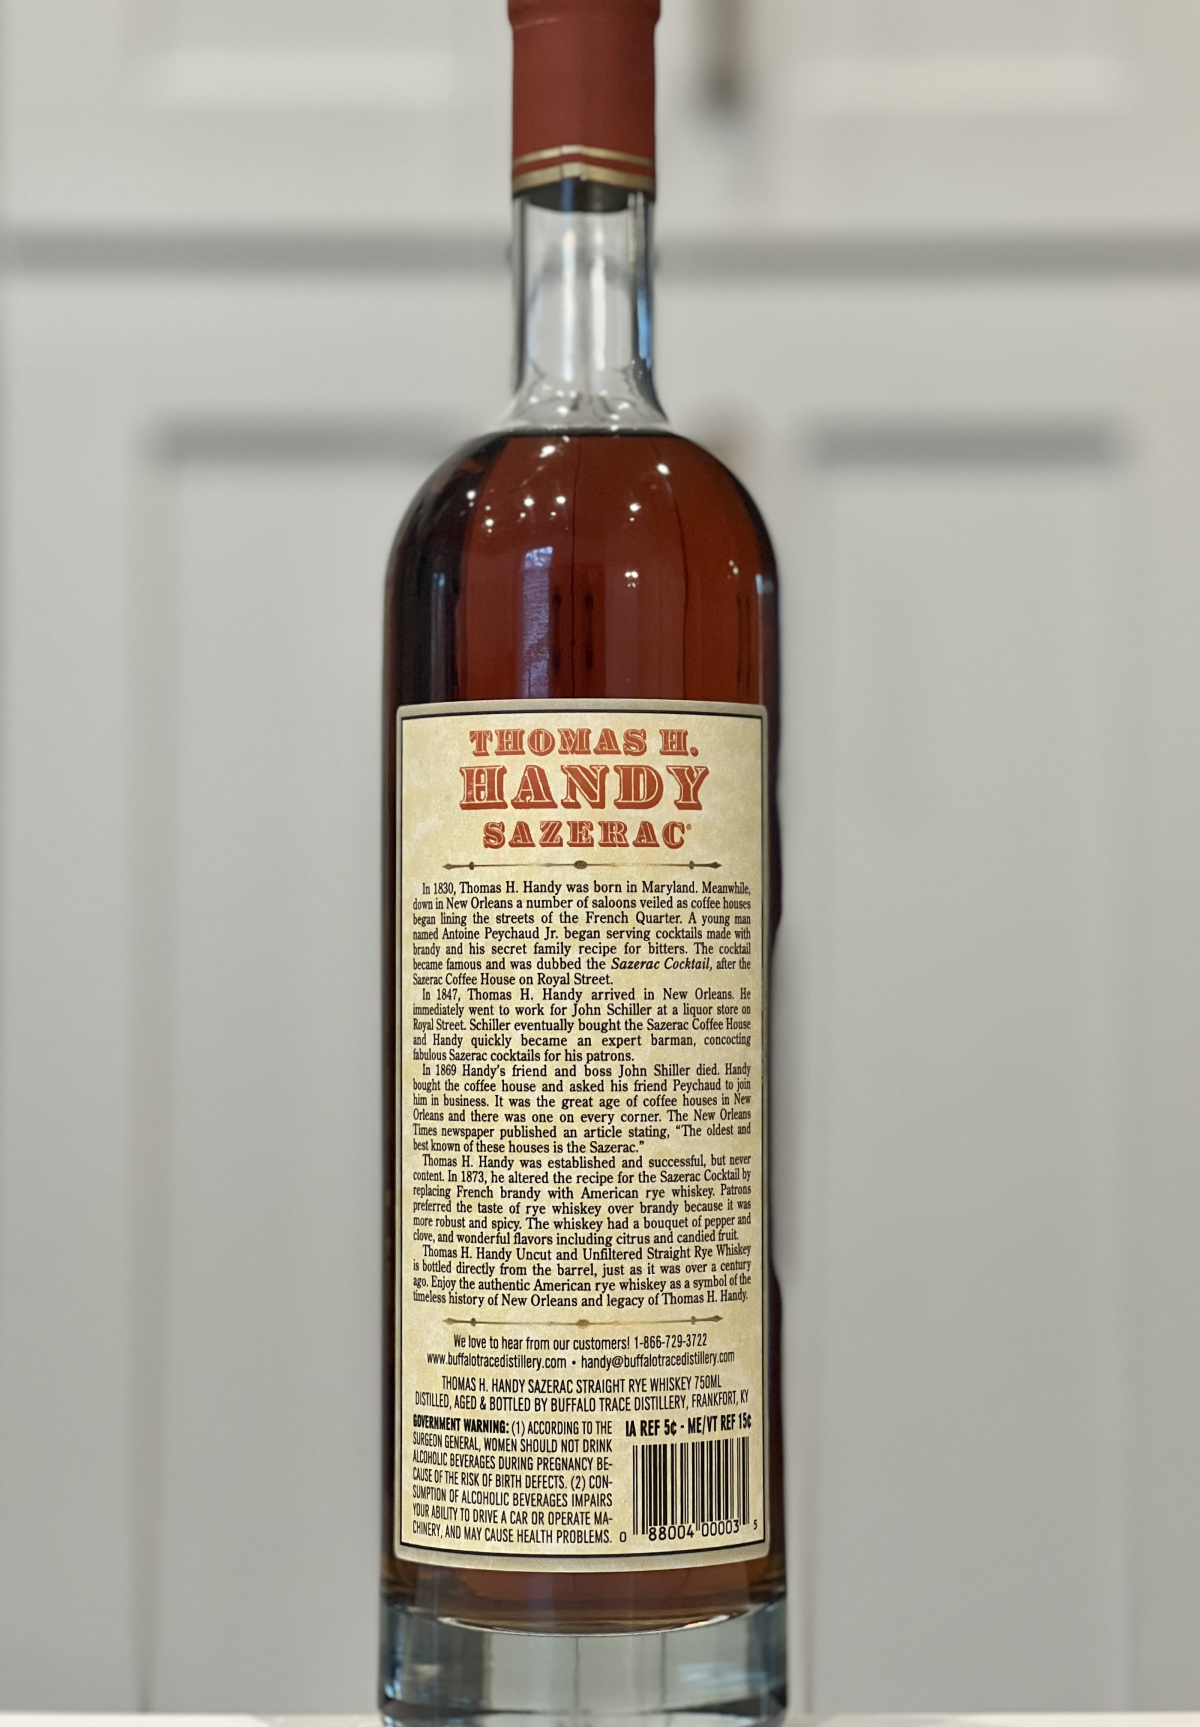 THOMAS H.
HANDY
SAZERAC®
In 1830, Thomas H. Handy was born in Maryland. Meanwhile,
down in New Orleans a number of saloons veiled as coffee houses
began lining the streets of the French Quarter. A young man
named Antoine Peychaud Jr. began serving cocktails made with
brandy and his secret family recipe for bitters. The cocktail
became famous and was dubbed the Sazerac Cocktail, after the
Sazerac Coffee House on Royal Street.
In 1847, Thomas H. Handy arrived in New Orleans. He
immediately went to work for John Schiller at a liquor store on
Royal Street. Schiller eventually bought the Sazerac Coffee House
and Handy quickly became an expert barman, concocting
fabulous Sazerac cocktails for his patrons.
In 1869 Handy's friend and boss John Shiller died. Handy
bought the coffee house and asked his friend Peychaud to join
him in business. It was the great age of coffee houses in New
Orleans and there was one on every corner. The New Orleans
Times newspaper published an article stating, “The oldest and
best known of these houses is the Sazerac.”
Thomas H. Handy was established and successful, but never
content. In 1873, he altered the recipe for the Sazerac Cocktail by
replacing French brandy with American rye whiskey. Patrons
preferred the taste of rye whiskey over brandy because it was
more robust and spicy. The whiskey had a bouquet of pepper and
clove, and wonderful flavors including citrus and candied fruit.
Thomas H. Handy Uncut and Unfiltered Straight Rye Whiskey
is bottled directly from the barrel, just as it was over a century
ago. Enjoy the authentic American rye whiskey as a symbol of the
timeless history of New Orleans and legacy of Thomas H. Handy.
We love to hear from our customers! 1-866-729-3722
www.buffalotracedistillery.com • handy@buffalotracedistillery.com
THOMAS H. HANDY SAZERAC STRAIGHT RYE WHISKEY 750ML
DISTILLED, AGED & BOTTLED BY BUFFALO TRACE DISTILLERY, FRANKFORT, KY
GOVERNMENT WARNING: (1) ACCORDING TO THE
SURGEON GENERAL, WOMEN SHOULD NOT DRINK
ALCOHOLIC BEVERAGES DURING PREGNANCY BE-
CAUSE OF THE RISK OF BIRTH DEFECTS. (2) CON-
SUMPTION OF ALCOHOLIC BEVERAGES IMPAIRS
YOUR ABILITY TO DRIVE A CAR OR OPERATE MA-
CHINERY, AND MAY CAUSE HEALTH PROBLEMS.
IA REF 5¢ - ME/VT REF 15¢
0 88004 00003 5